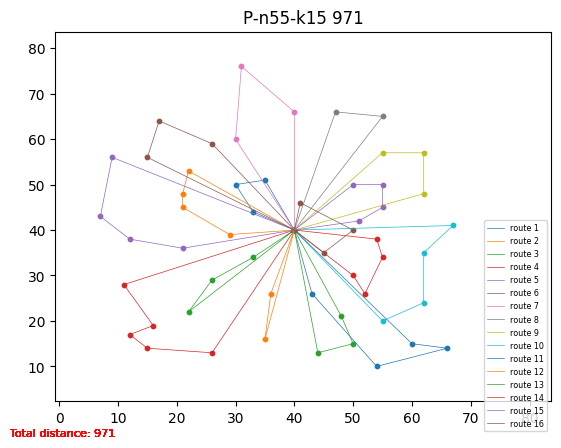 P-n55-k15 971
80
70
60
50
40
30
20
10
0 10 20 30 40 50 60 70 80
route 1
route 2
route 3
route 4
route 5
route 6
route 7
route 8
route 9
route 10
route 11
route 12
route 13
route 14
route 15
route 16
Total distance: 971